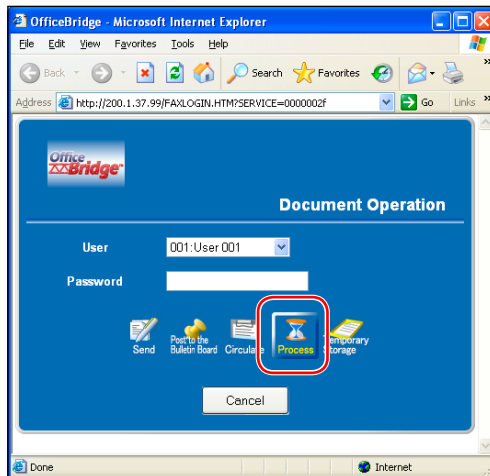 OfficeBridge - Microsoft Internet Explorer
File Edit View Favorites Tools Help
Back Search Favorites
Address http://200.1.37.99/FAXLOGIN.HTM?SERVICE=0000002f Go Links
Office
Bridge
Document Operation
User 001:User 001
Password
Send Post to the Bulletin Board Circulate Process Temporary Storage
Cancel
Done Internet